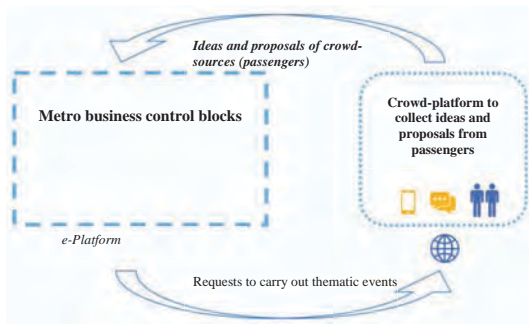 Ideas and proposals of crowd-
sources (passengers)
Metro business control blocks
Crowd-platform to
collect ideas and
proposals from
passengers
e-Platform
Requests to carry out thematic events